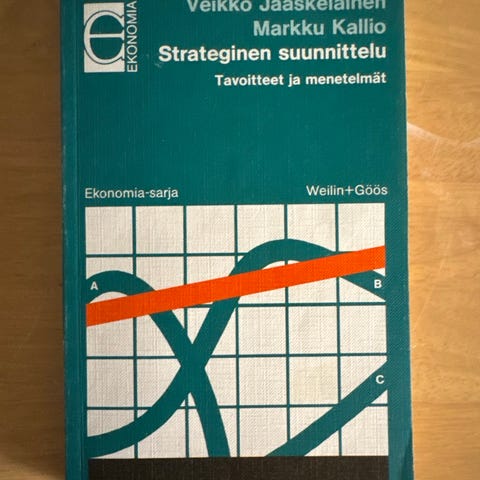 EKONOMIA
Veikko Jääskeläinen
Markku Kallio
Strateginen suunnittelu
Tavoitteet ja menetelmät
Ekonomia-sarja Weilin+Göös
A
B
C